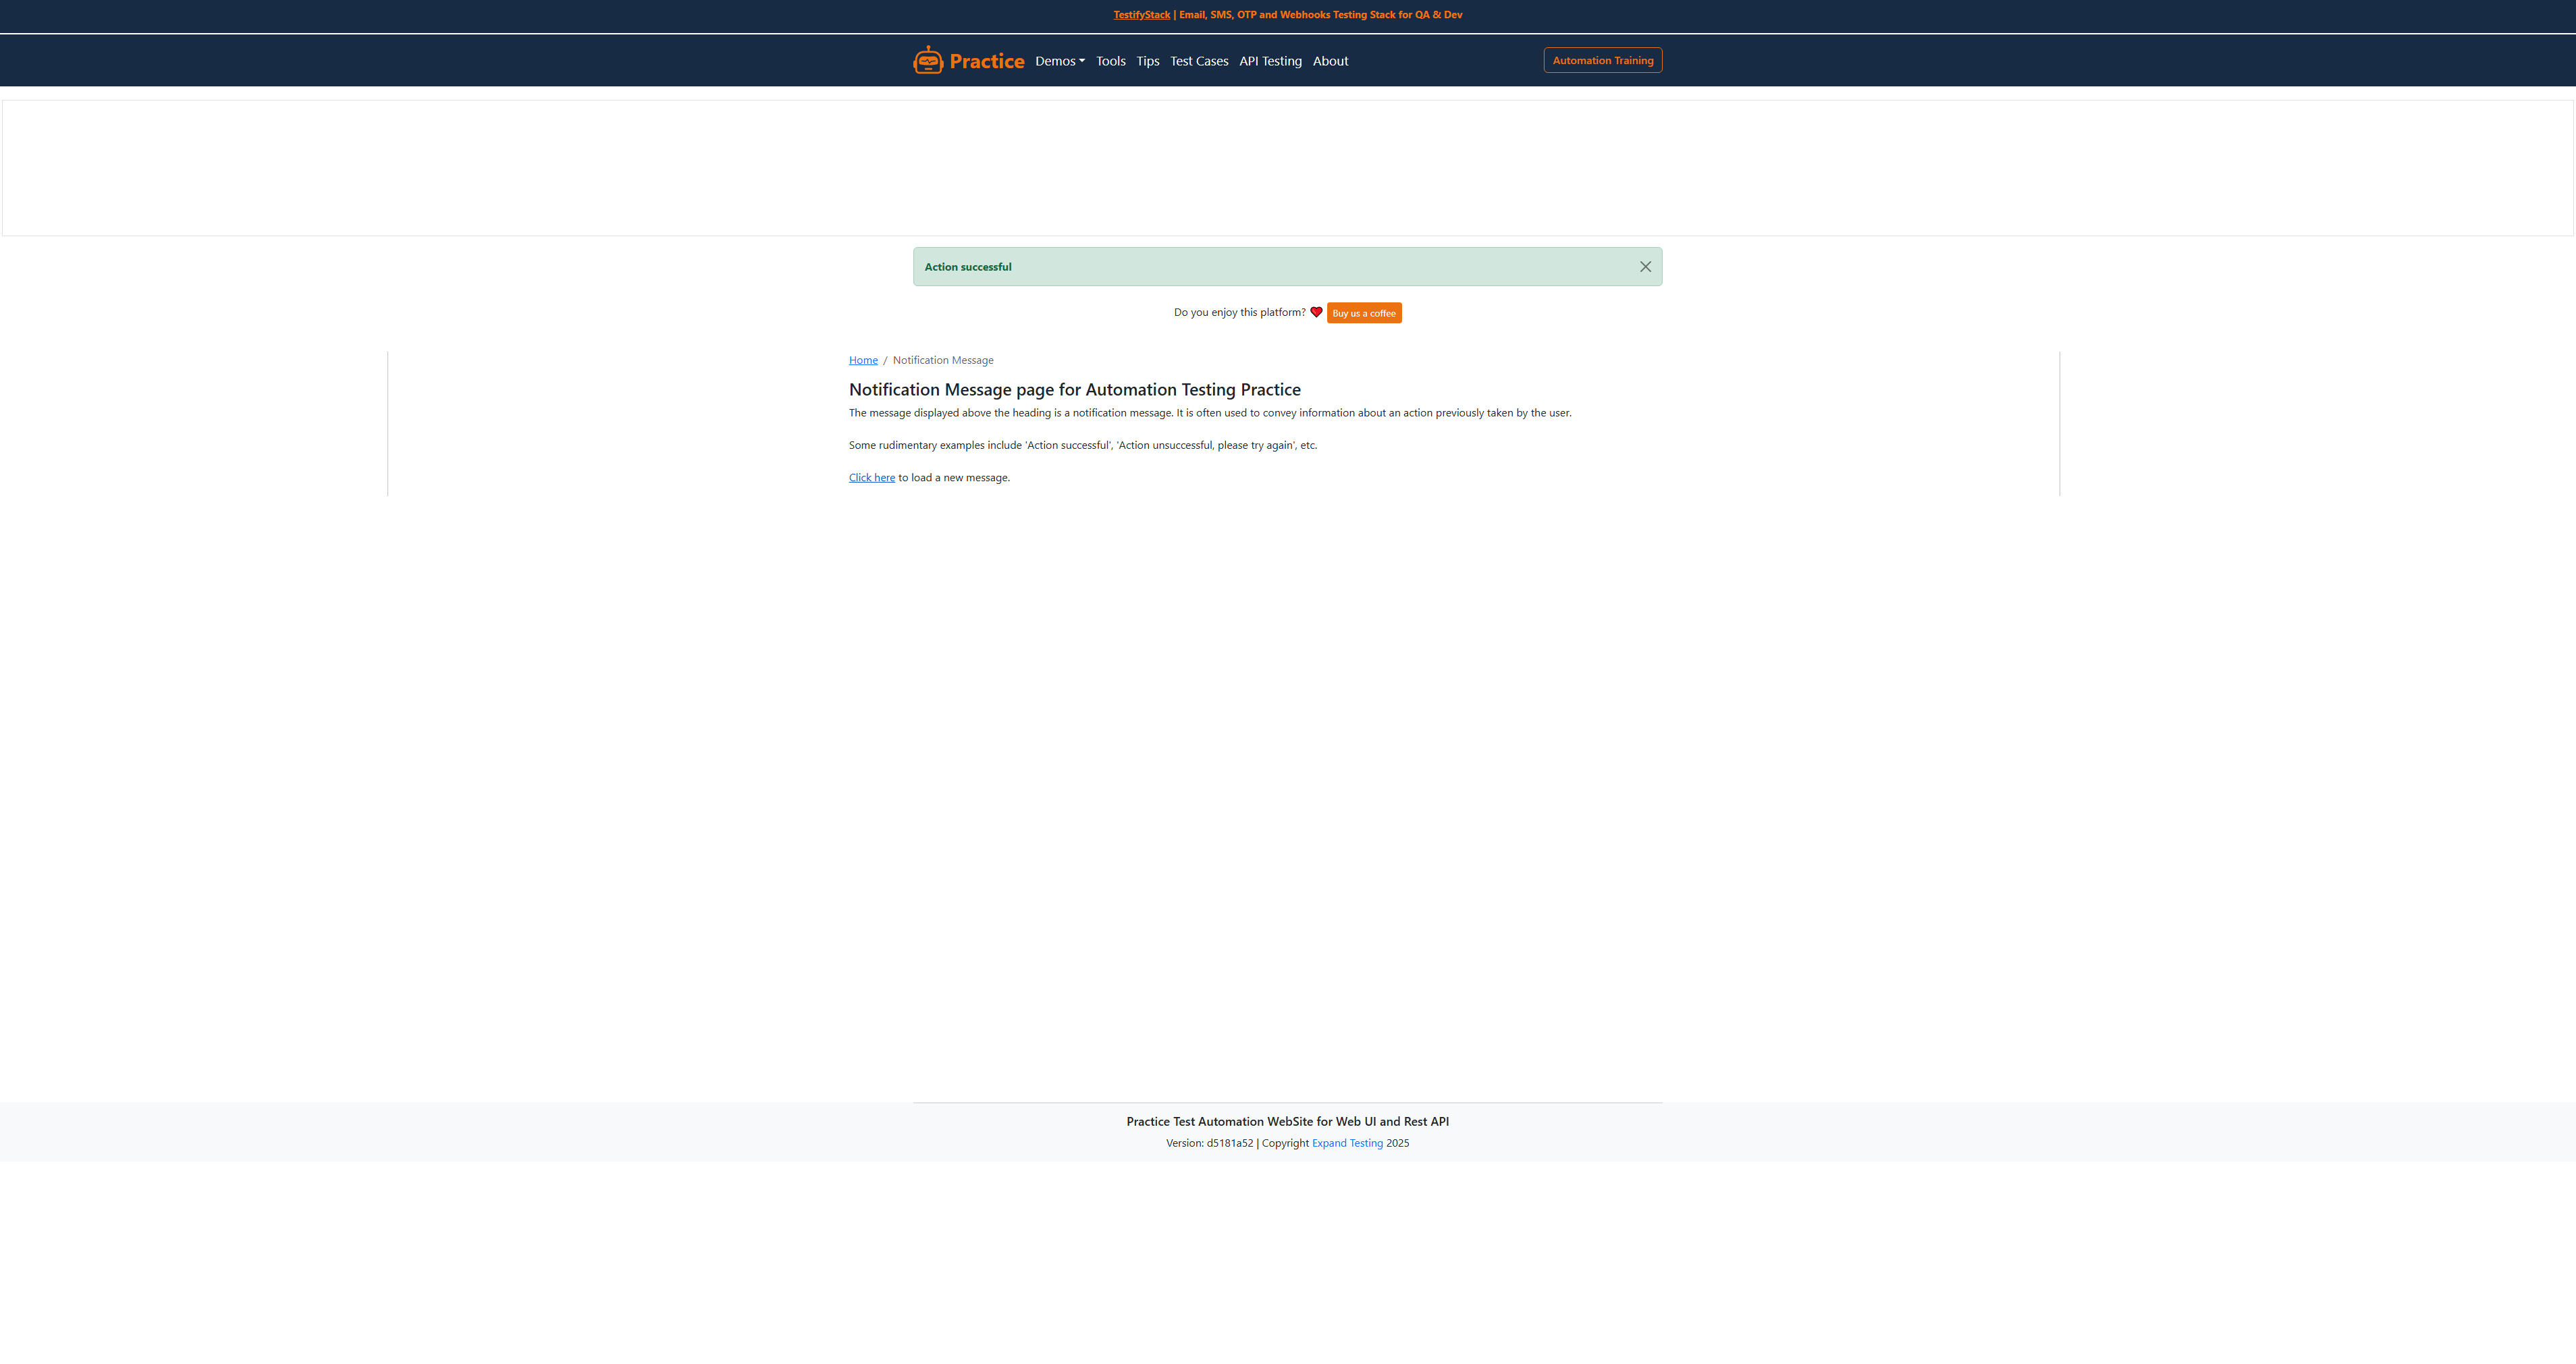 TestifyStack | Email, SMS, OTP and Webhooks Testing Stack for QA & Dev
Practice Demos Tools Tips Test Cases API Testing About Automation Training
Action successful
Do you enjoy this platform? Buy us a coffee
Home / Notification Message
Notification Message page for Automation Testing Practice
The message displayed above the heading is a notification message. It is often used to convey information about an action previously taken by the user.
Some rudimentary examples include 'Action successful', 'Action unsuccessful, please try again', etc.
Click here to load a new message.
Practice Test Automation WebSite for Web UI and Rest API
Version: d5181a52 | Copyright Expand Testing 2025